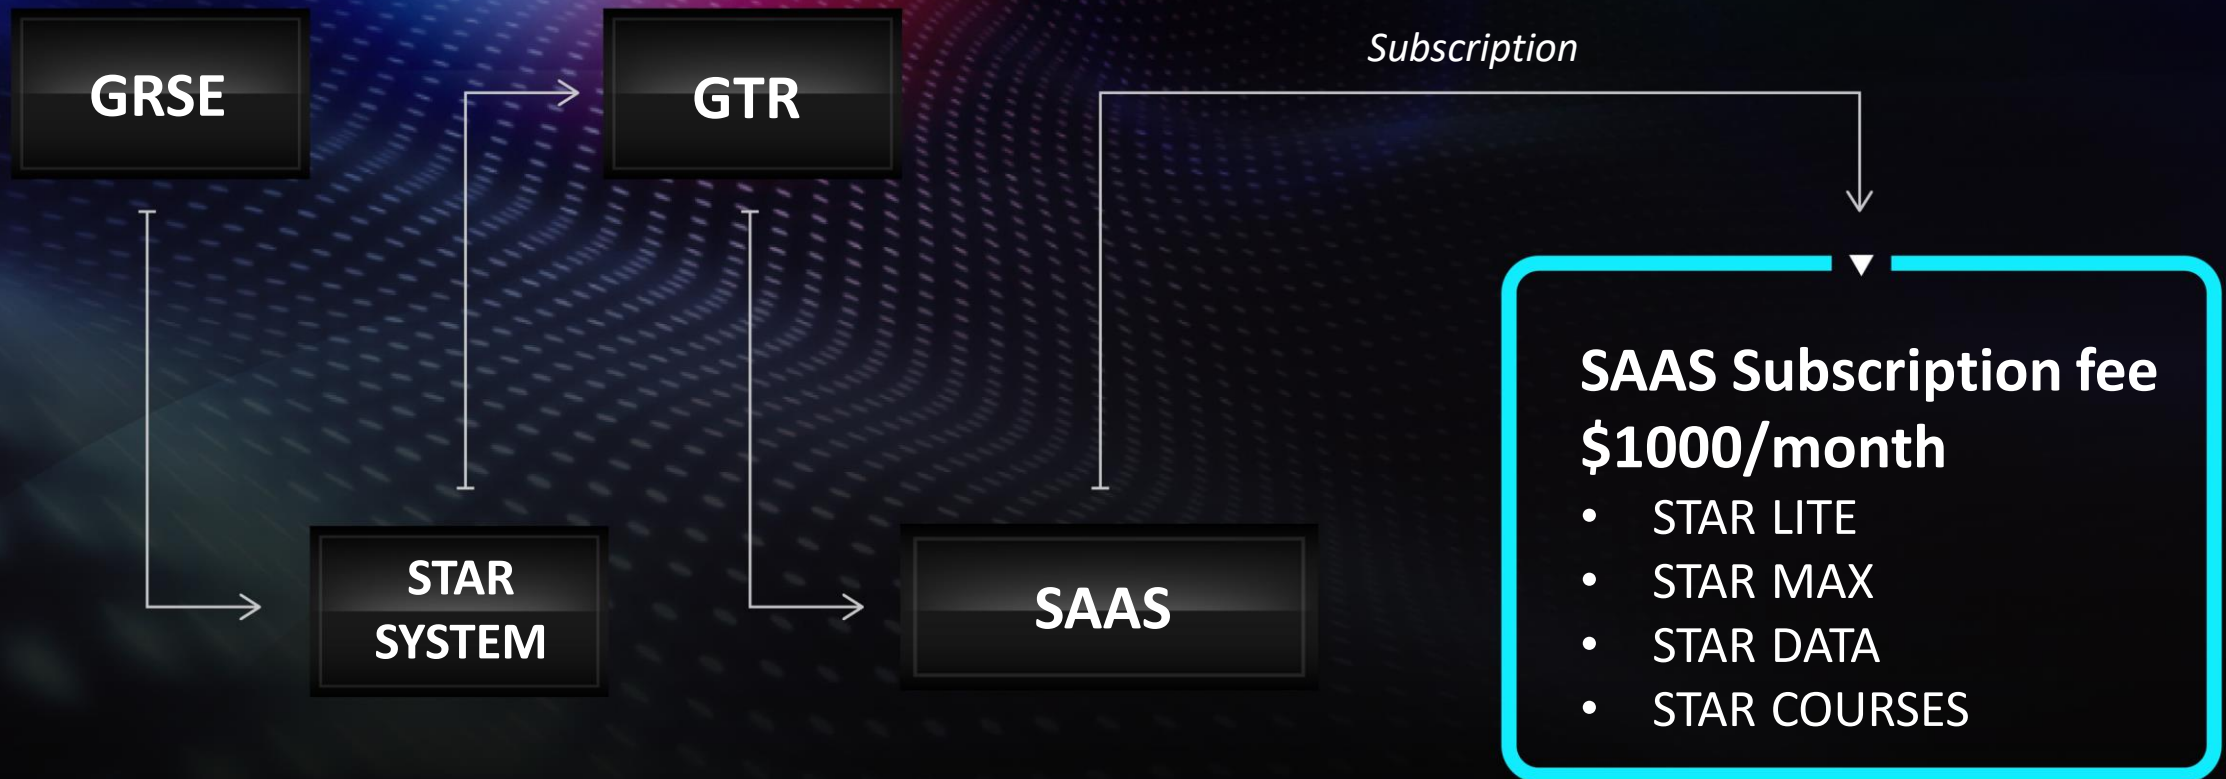 GRSE
GTR
Subscription
STAR
SYSTEM
SAAS
SAAS Subscription fee
$1000/month
• STAR LITE
• STAR MAX
• STAR DATA
• STAR COURSES